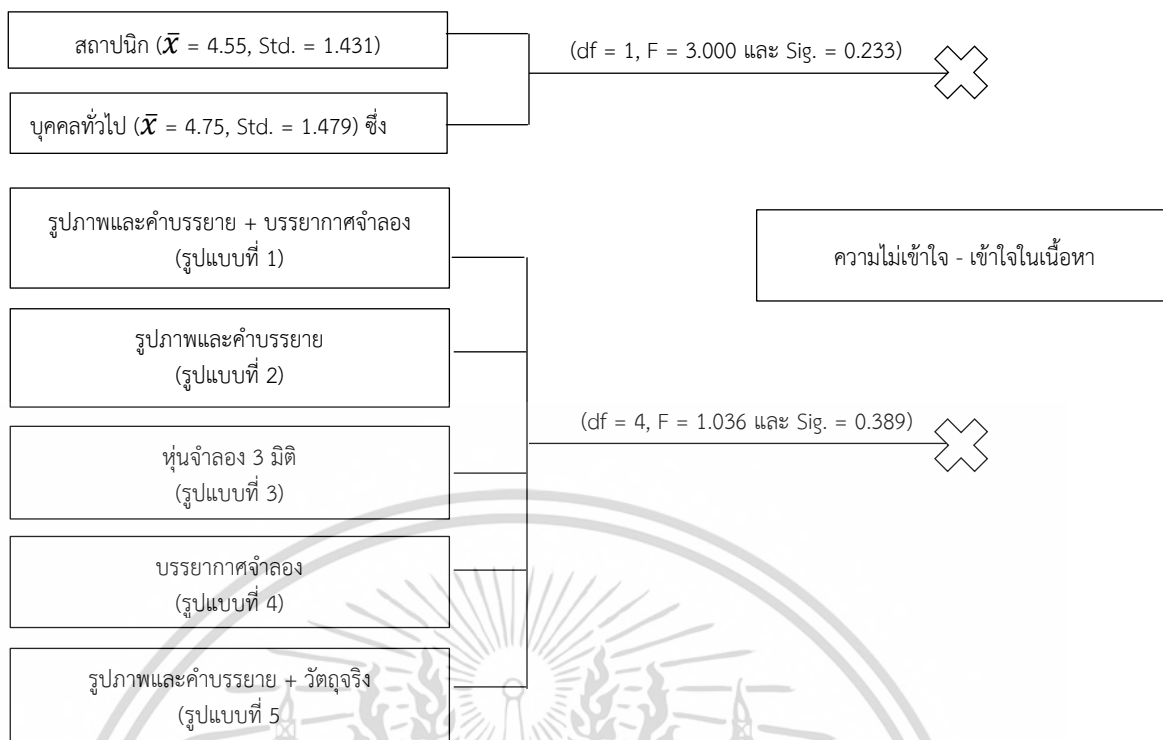 สถาปนิก (x̄ = 4.55, Std. = 1.431)
(df = 1, F = 3.000 และ Sig. = 0.233)
บุคคลทั่วไป (x̄ = 4.75, Std. = 1.479) ซึ่ง
รูปภาพและคำบรรยาย + บรรยากาศจำลอง
(รูปแบบที่ 1)
ความไม่เข้าใจ - เข้าใจในเนื้อหา
รูปภาพและคำบรรยาย
(รูปแบบที่ 2)
(df = 4, F = 1.036 และ Sig. = 0.389)
หุ่นจำลอง 3 มิติ
(รูปแบบที่ 3)
บรรยากาศจำลอง
(รูปแบบที่ 4)
รูปภาพและคำบรรยาย + วัตถุจริง
(รูปแบบที่ 5